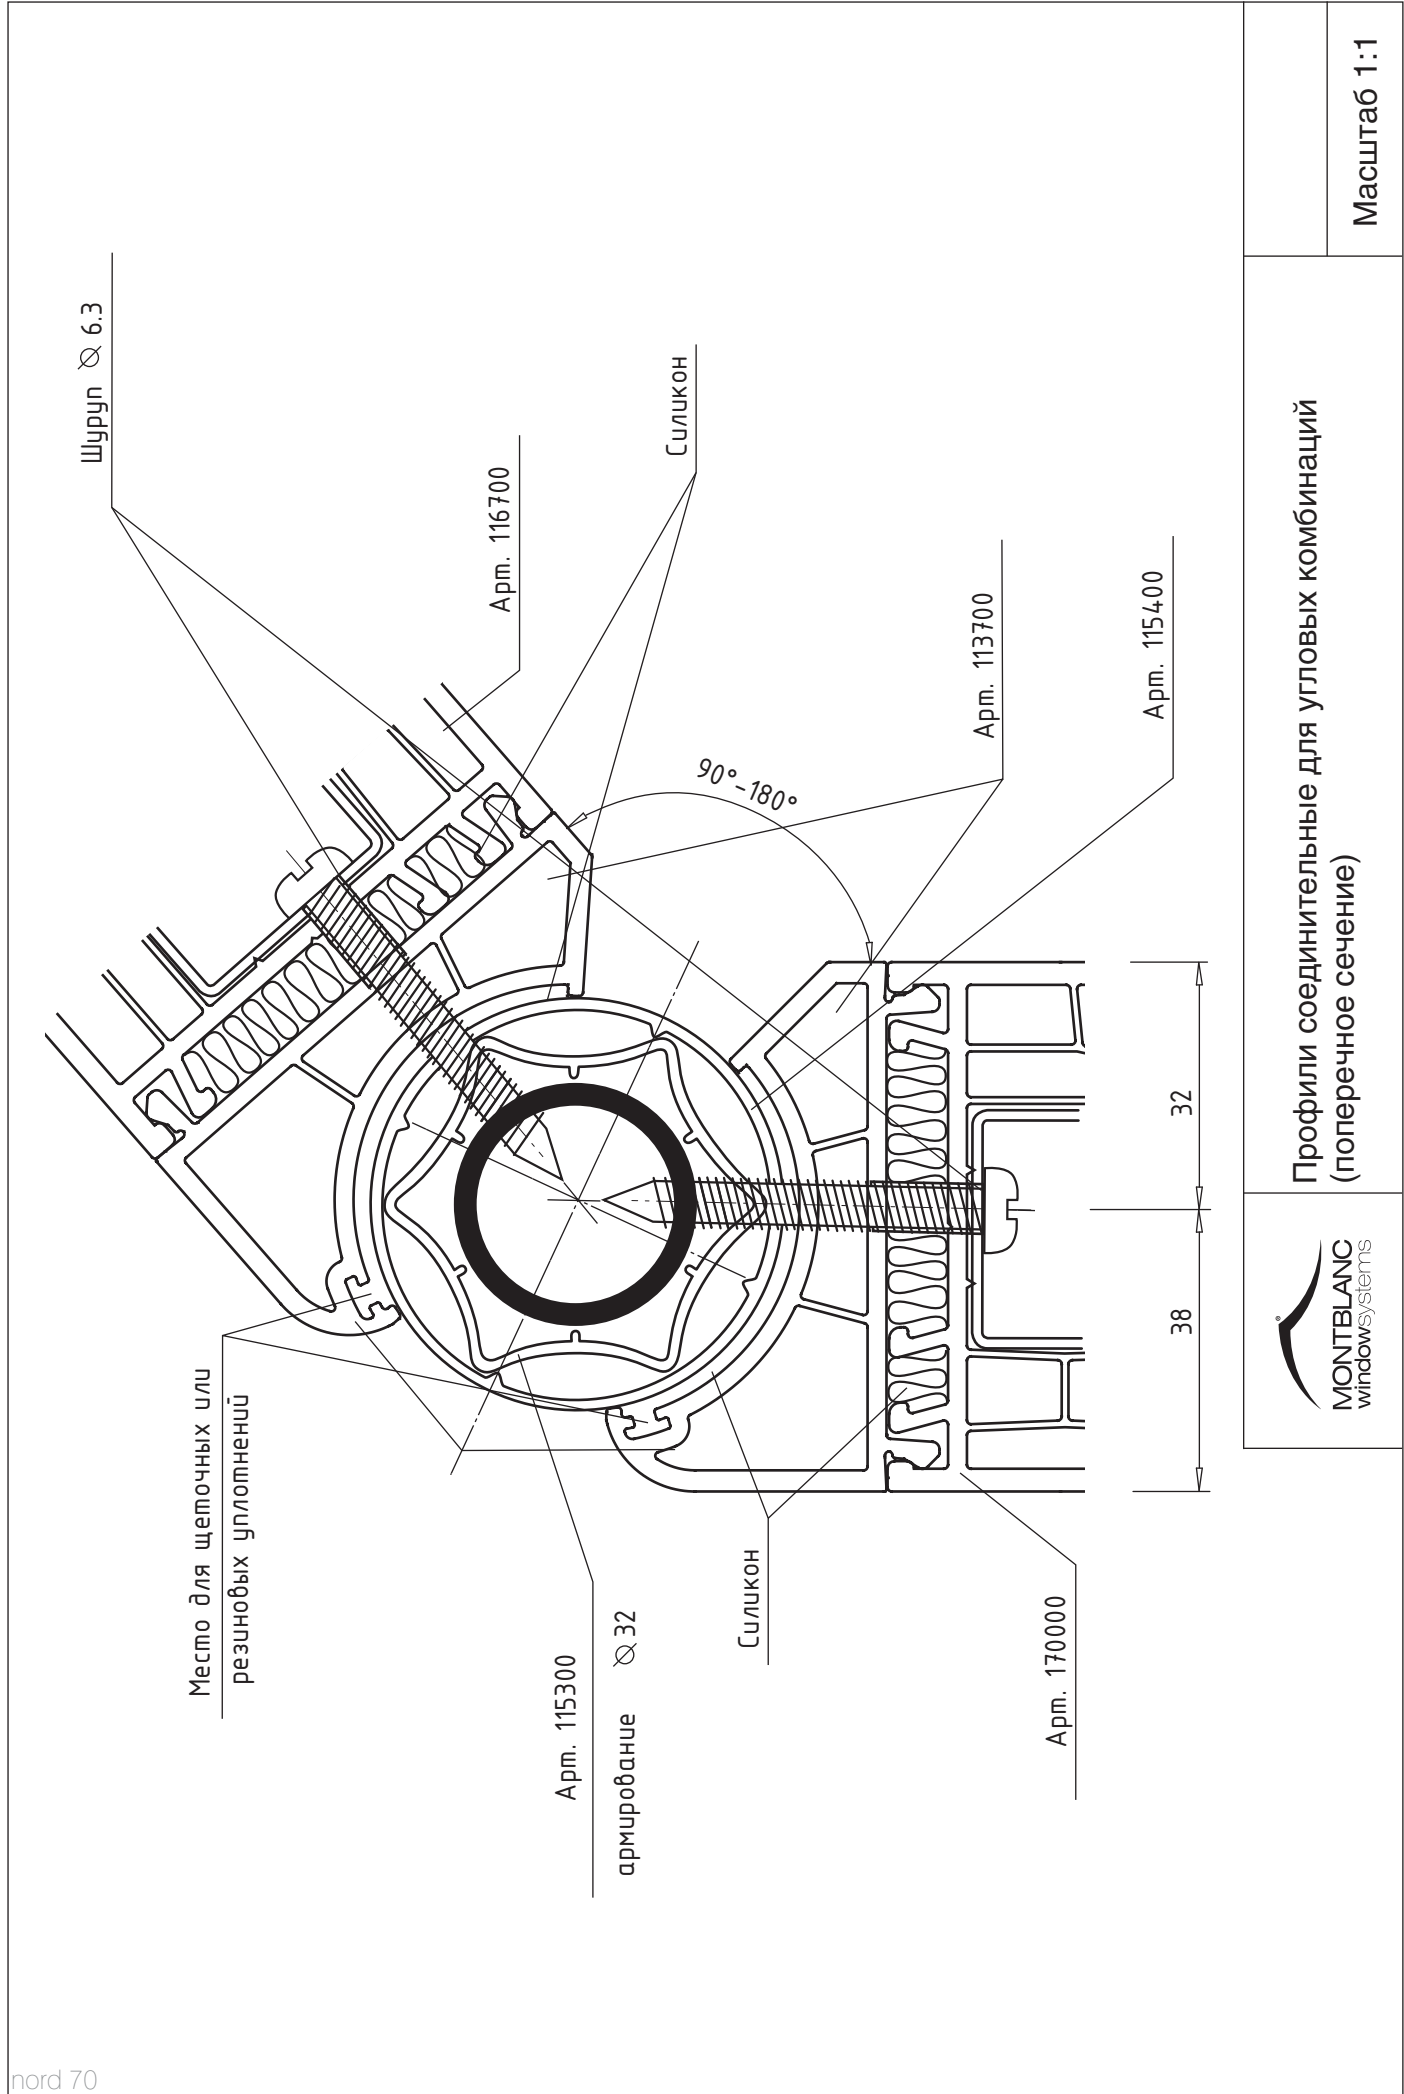 Шуруп ∅ 6.3
Место для щеточных или
резиновых уплотнений
Арт. 116700
Силикон
90°-180°
Арт. 113700
Арт. 115400
Арт. 115300
армирование ∅ 32
Силикон
Арт. 170000
38
32
MONTBLANC
windowsystems
Профили соединительные для угловых комбинаций
(поперечное сечение)
Масштаб 1:1
nord 70